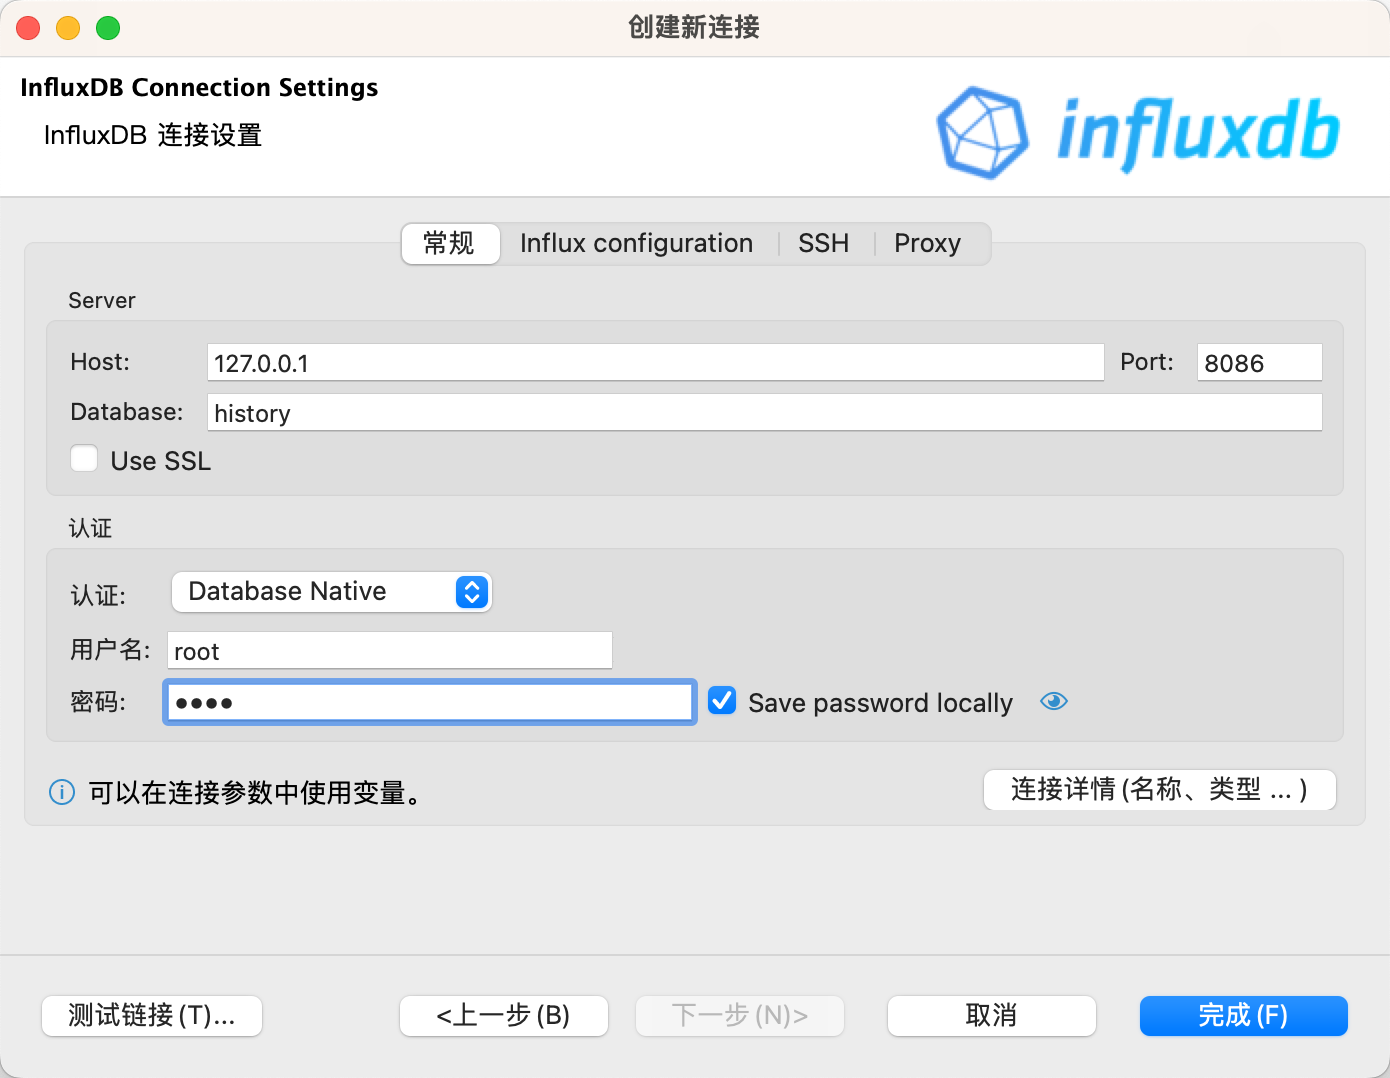 创建新连接
InfluxDB Connection Settings
InfluxDB 连接设置
influxdb
常规 Influx configuration SSH Proxy
Server
Host: 127.0.0.1 Port: 8086
Database: history
Use SSL
认证
认证: Database Native
用户名: root
密码: •••• Save password locally
可以在连接参数中使用变量。
连接详情(名称、类型 ... )
测试链接(T)... <上一步(B) 下一步(N)> 取消 完成(F)